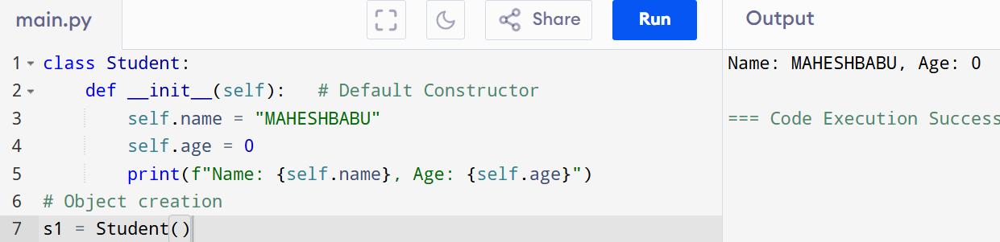 main.py
Share
Run
Output
1 class Student:
2     def __init__(self):   # Default Constructor
3         self.name = "MAHESHBABU"
4         self.age = 0
5         print(f"Name: {self.name}, Age: {self.age}")
6 # Object creation
7 s1 = Student()
Name: MAHESHBABU, Age: 0
=== Code Execution Success